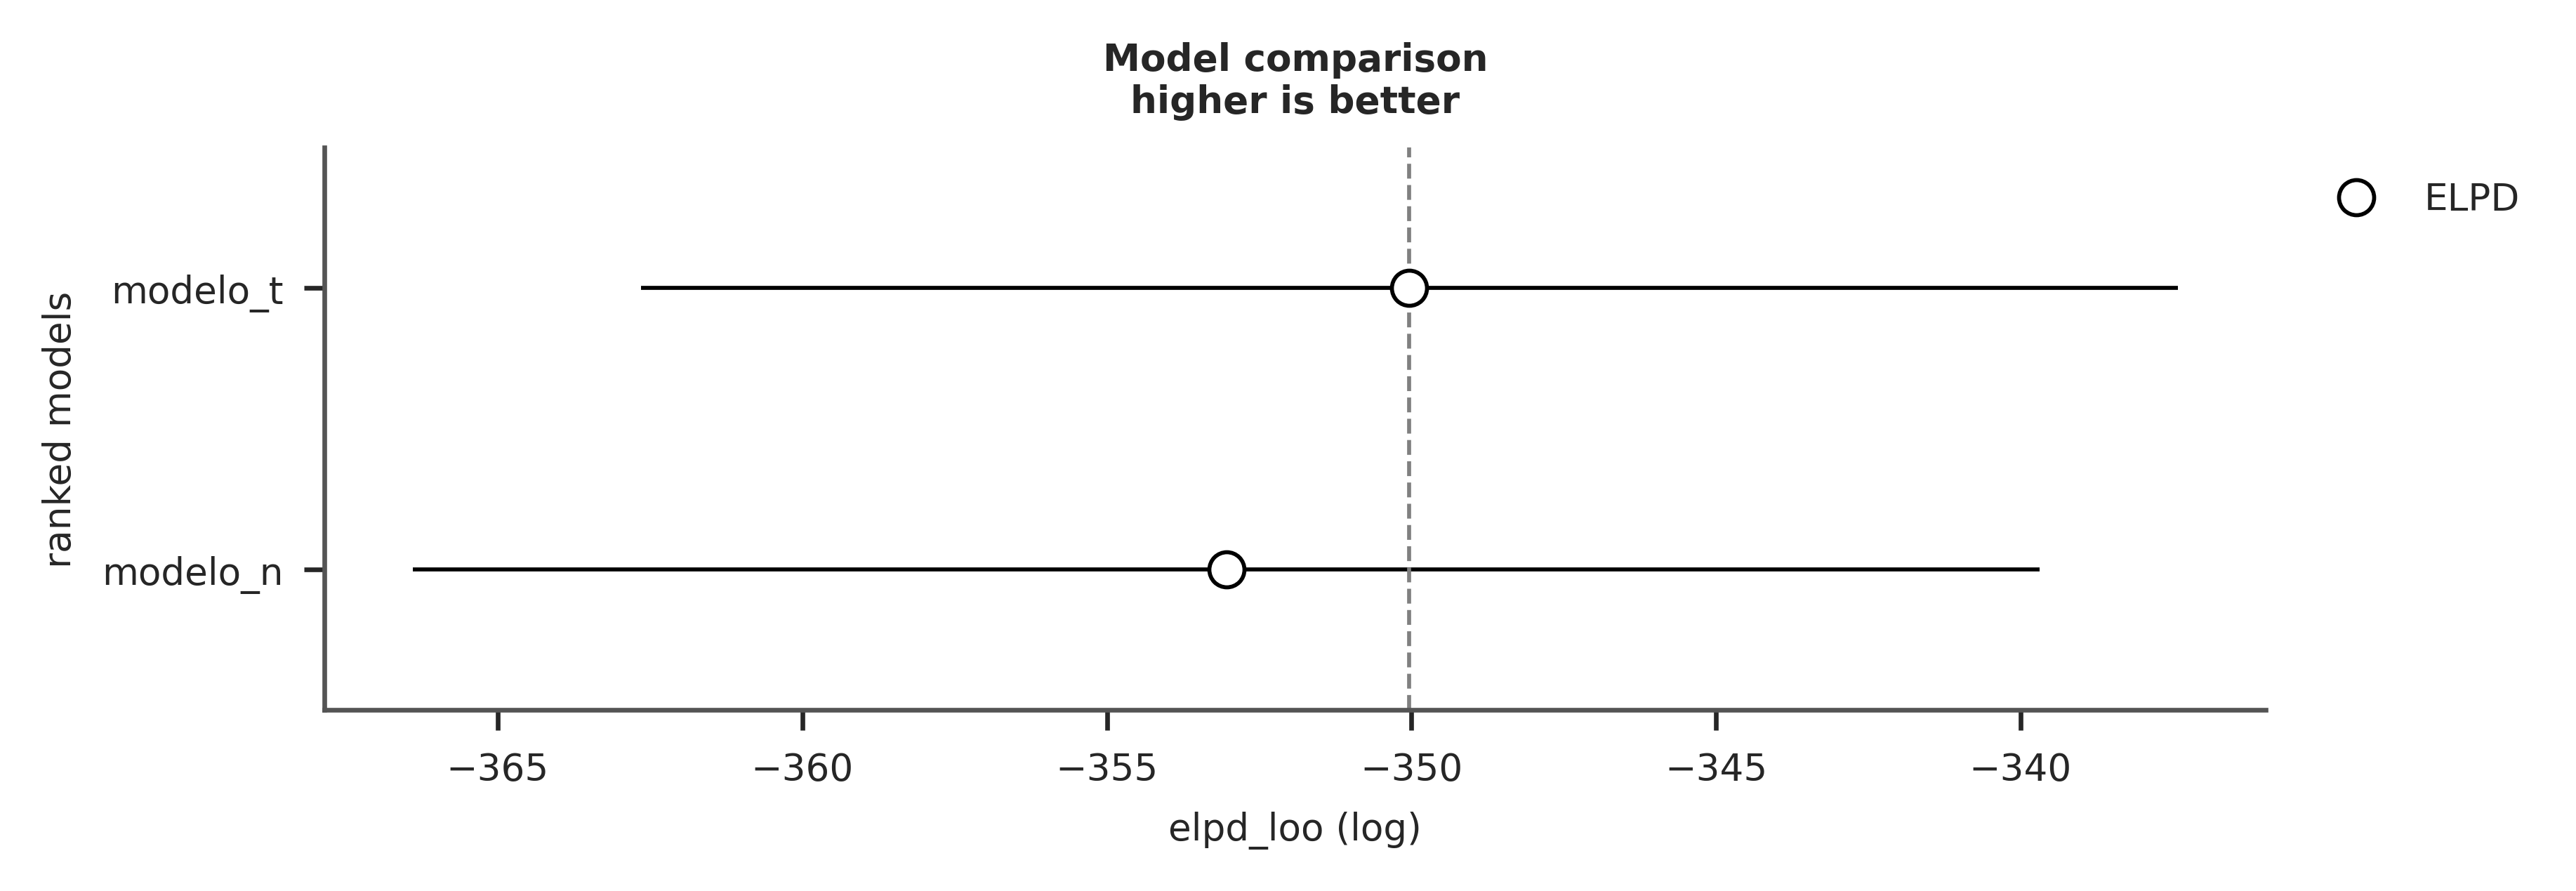 Model comparison
higher is better
ELPD
modelo_t
modelo_n
ranked models
−365
−360
−355
−350
−345
−340
elpd_loo (log)